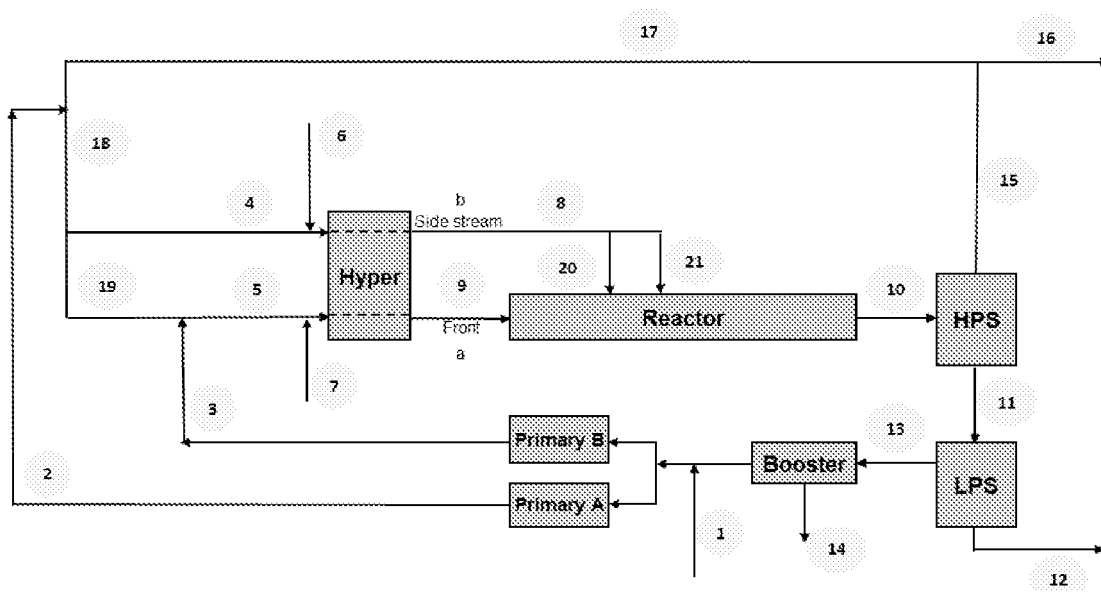 17
16
18
6
15
4
b
8
Side stream
Hyper
20
21
19
5
9
10
Reactor
HPS
Front
a
7
3
11
13
Primary B
2
Booster
LPS
Primary A
1
14
12